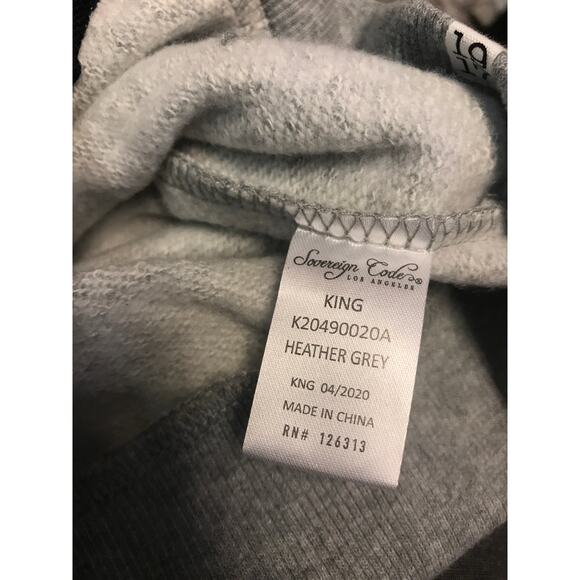 Sovereign Code®
LOS ANGELES
KING
K20490020A
HEATHER GREY
KNG 04/2020
MADE IN CHINA
RN# 126313